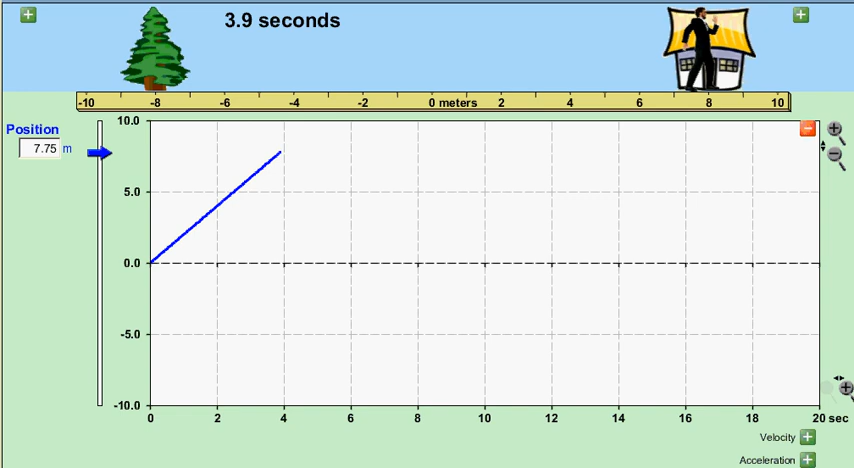 3.9 seconds
-10 -8 -6 -4 -2 0 meters 2 4 6 8 10
Position
7.75 m
10.0
5.0
0.0
-5.0
-10.0
0 2 4 6 8 10 12 14 16 18 20 sec
Velocity
Acceleration